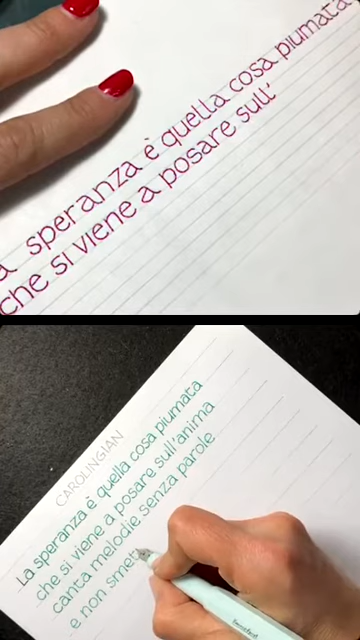 a speranza è quella cosa piumata
che si viene a posare sull'
CAROLINGIAN
La speranza è quella cosa piumata
che si viene a posare sull'anima
canta melodie senza parole
e non smet